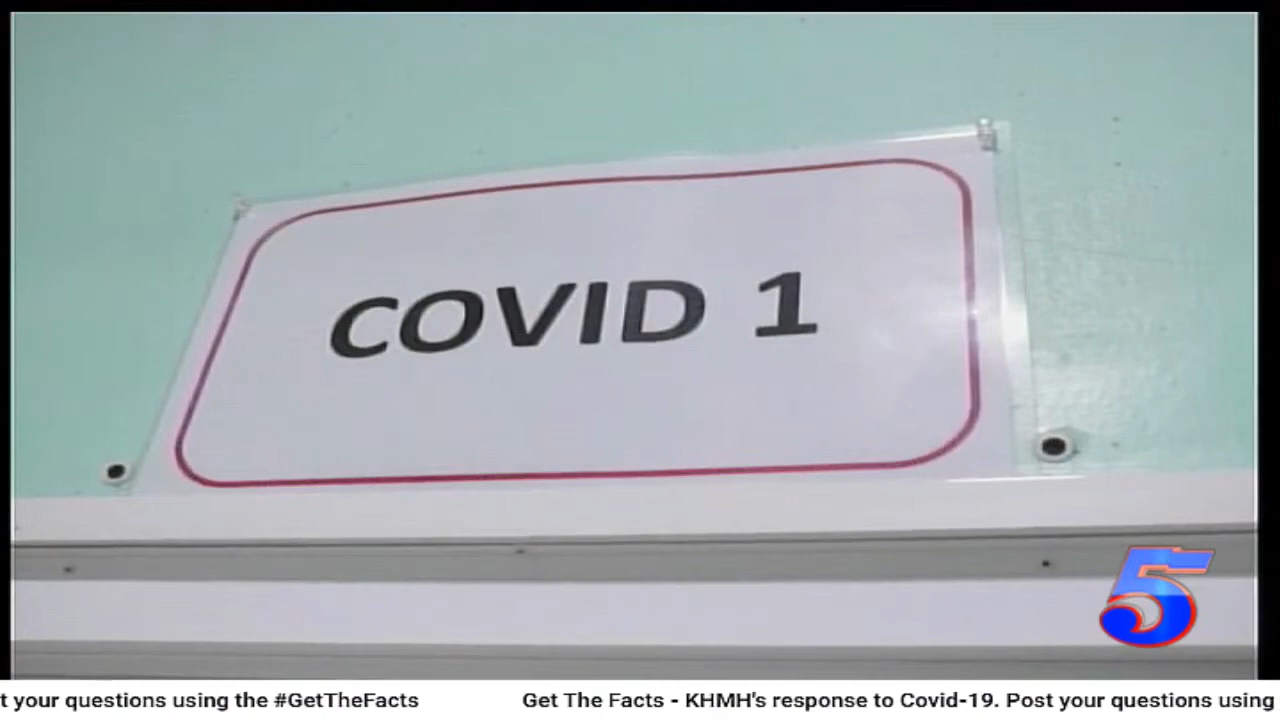 COVID 1
5
t your questions using the #GetTheFacts Get The Facts - KHMH's response to Covid-19. Post your questions using